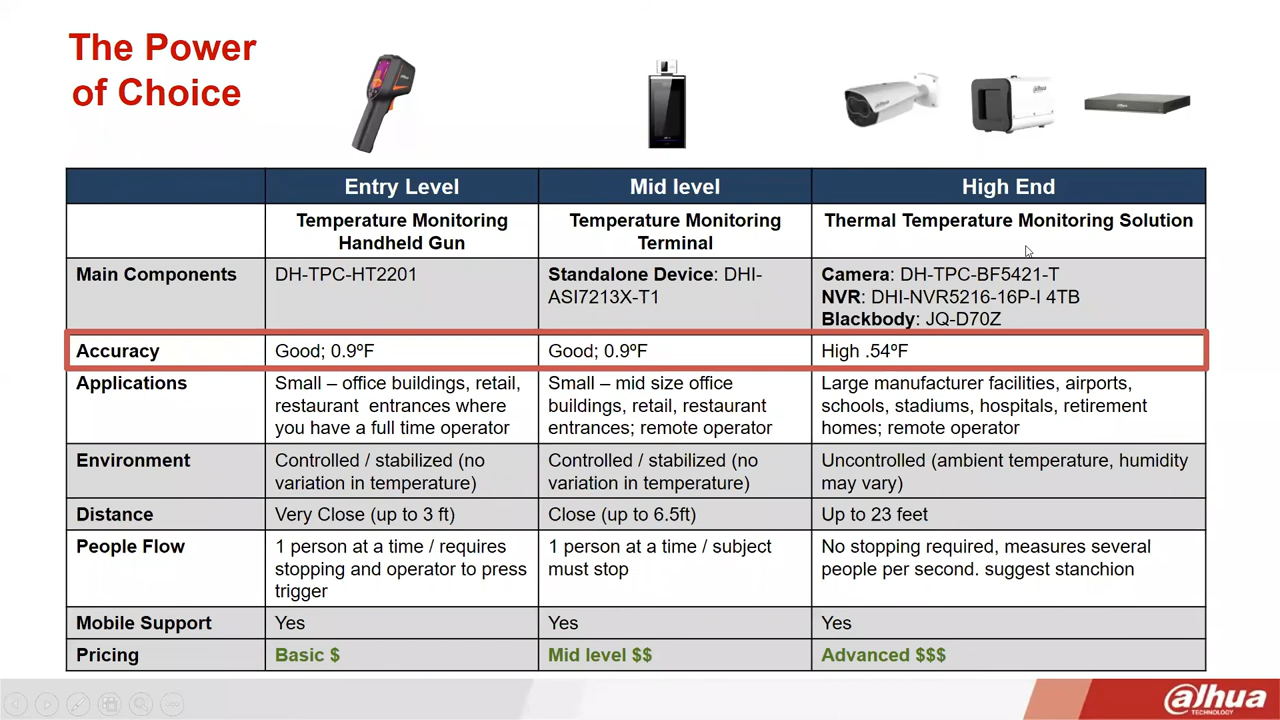 The Power
of Choice
Entry Level
Mid level
High End
Temperature Monitoring
Handheld Gun
Temperature Monitoring
Terminal
Thermal Temperature Monitoring Solution
Main Components
DH-TPC-HT2201
Standalone Device: DHI-
ASI7213X-T1
Camera: DH-TPC-BF5421-T
NVR: DHI-NVR5216-16P-I 4TB
Blackbody: JQ-D70Z
Accuracy
Good; 0.9ºF
Good; 0.9ºF
High .54ºF
Applications
Small – office buildings, retail,
restaurant entrances where
you have a full time operator
Small – mid size office
buildings, retail, restaurant
entrances; remote operator
Large manufacturer facilities, airports,
schools, stadiums, hospitals, retirement
homes; remote operator
Environment
Controlled / stabilized (no
variation in temperature)
Controlled / stabilized (no
variation in temperature)
Uncontrolled (ambient temperature, humidity
may vary)
Distance
Very Close (up to 3 ft)
Close (up to 6.5ft)
Up to 23 feet
People Flow
1 person at a time / requires
stopping and operator to press
trigger
1 person at a time / subject
must stop
No stopping required, measures several
people per second. suggest stanchion
Mobile Support
Yes
Yes
Yes
Pricing
Basic $
Mid level $$
Advanced $$$
alhua
TECHNOLOGY